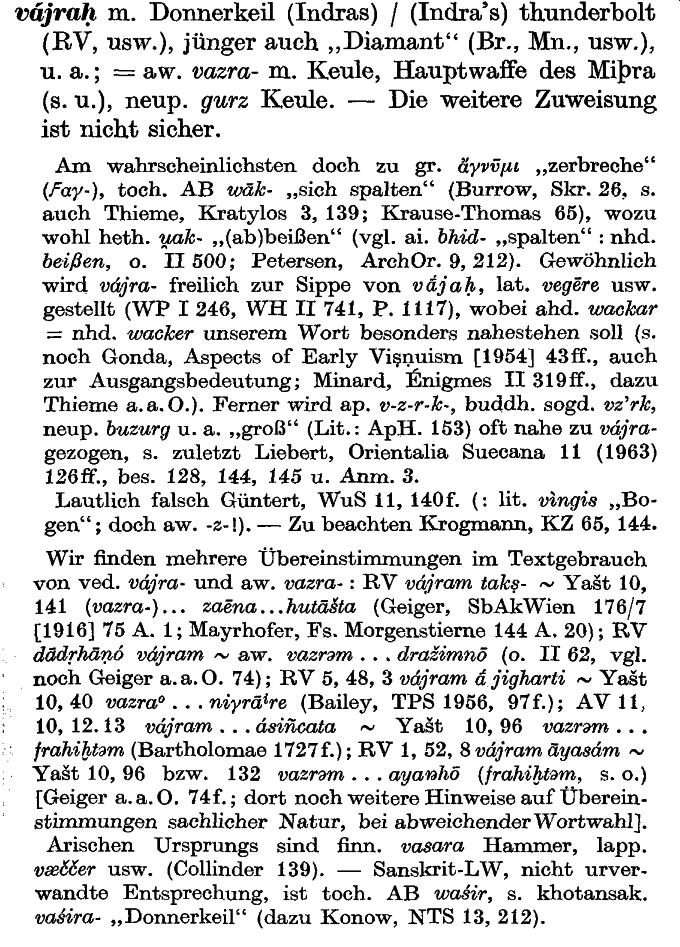 vájraḥ m. Donnerkeil (Indras) / (Indra's) thunderbolt
(RV, usw.), jünger auch „Diamant“ (Br., Mn., usw.),
u. a.; = aw. vazra- m. Keule, Hauptwaffe des Miþra
(s. u.), neup. gurz Keule. — Die weitere Zuweisung
ist nicht sicher.
Am wahrscheinlichsten doch zu gr. ἄγνῡμι „zerbreche“
(ϝαγ-), toch. AB wāk- „sich spalten“ (Burrow, Skr. 26, s.
auch Thieme, Kratylos 3, 139; Krause-Thomas 65), wozu
wohl heth. u̯ak- „(ab)beißen“ (vgl. ai. bhid- „spalten“ : nhd.
beißen, o. II 500; Petersen, ArchOr. 9, 212). Gewöhnlich
wird vájra- freilich zur Sippe von vā́jaḥ, lat. vegēre usw.
gestellt (WP I 246, WH II 741, P. 1117), wobei ahd. wackar
= nhd. wacker unserem Wort besonders nahestehen soll (s.
noch Gonda, Aspects of Early Viṣṇuism [1954] 43ff., auch
zur Ausgangsbedeutung; Minard, Énigmes II 319ff., dazu
Thieme a.a.O.). Ferner wird ap. v-z-r-k-, buddh. sogd. vz’rk,
neup. buzurg u. a. „groß“ (Lit.: ApH. 153) oft nahe zu vájra-
gezogen, s. zuletzt Liebert, Orientalia Suecana 11 (1963)
126ff., bes. 128, 144, 145 u. Anm. 3.
Lautlich falsch Güntert, WuS 11, 140f. (: lit. vìngis „Bo-
gen“; doch aw. -z-!). — Zu beachten Krogmann, KZ 65, 144.
Wir finden mehrere Übereinstimmungen im Textgebrauch
von ved. vájra- und aw. vazra- : RV vájram takṣ- ~ Yašt 10,
141 (vazra-)... zaēna...hutāšta (Geiger, SbAkWien 176/7
[1916] 75 A. 1; Mayrhofer, Fs. Morgenstierne 144 A. 20); RV
dādr̥hāṇó vájram ~ aw. vazrəm ... dražimnō (o. II 62, vgl.
noch Geiger a.a.O. 74); RV 5, 48, 3 vájram ā́ jigharti ~ Yašt
10, 40 vazraº ... niγrāⁱre (Bailey, TPS 1956, 97f.); AV 11,
10, 12. 13 vájram ... ásiñcata ~ Yašt 10, 96 vazrəm ...
frahiḫtəm (Bartholomae 1727f.); RV 1, 52, 8 vájram āyasám ~
Yašt 10, 96 bzw. 132 vazrəm ... ayaŋhō (frahiḫtəm, s. o.)
[Geiger a.a.O. 74f.; dort noch weitere Hinweise auf Überein-
stimmungen sachlicher Natur, bei abweichender Wortwahl].
Arischen Ursprungs sind finn. vasara Hammer, lapp.
væččer usw. (Collinder 139). — Sanskrit-LW, nicht urver-
wandte Entsprechung, ist toch. AB waśir, s. khotansak.
vaśira- „Donnerkeil“ (dazu Konow, NTS 13, 212).